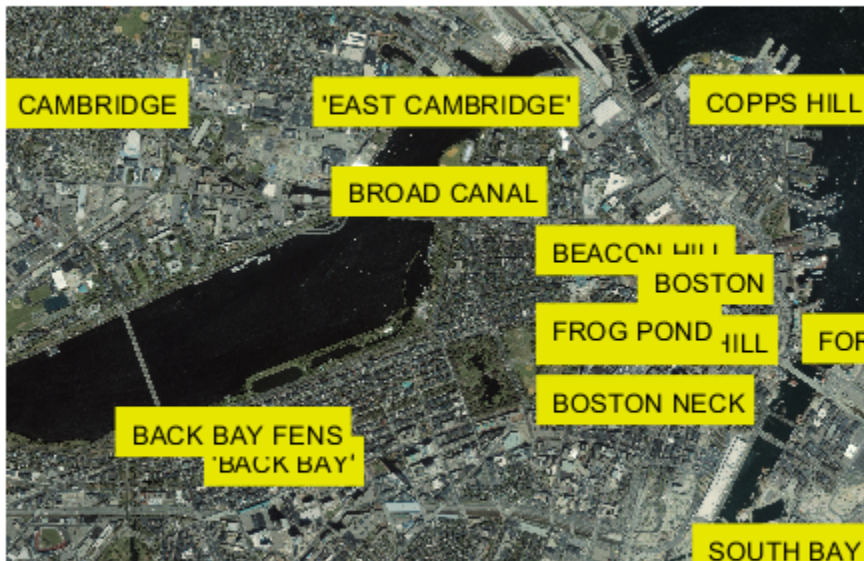 CAMBRIDGE
'EAST CAMBRIDGE'
COPPS HILL
BROAD CANAL
BEACON HILL
BOSTON
FROG POND
HILL
FOR
BOSTON NECK
BACK BAY FENS
'BACK BAY'
SOUTH BAY